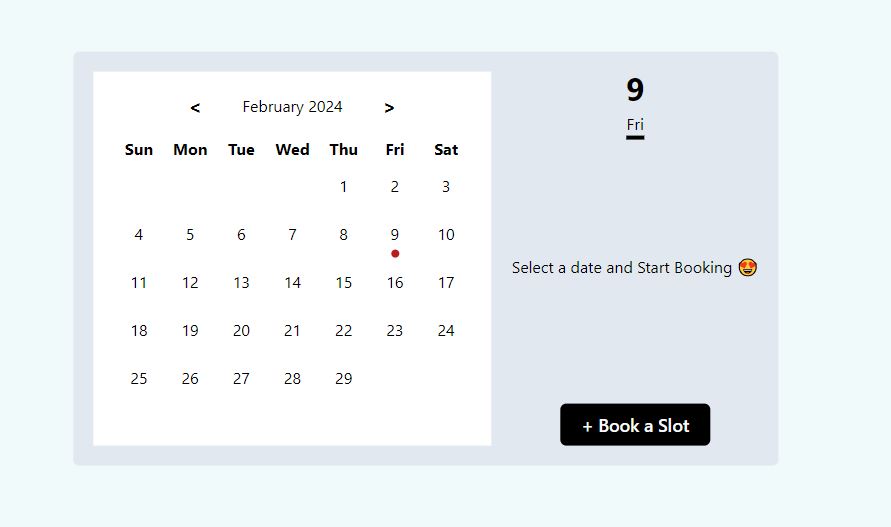 < February 2024 >
Sun Mon Tue Wed Thu Fri Sat
1 2 3
4 5 6 7 8 9 10
11 12 13 14 15 16 17
18 19 20 21 22 23 24
25 26 27 28 29
9
Fri
Select a date and Start Booking 😍
+ Book a Slot